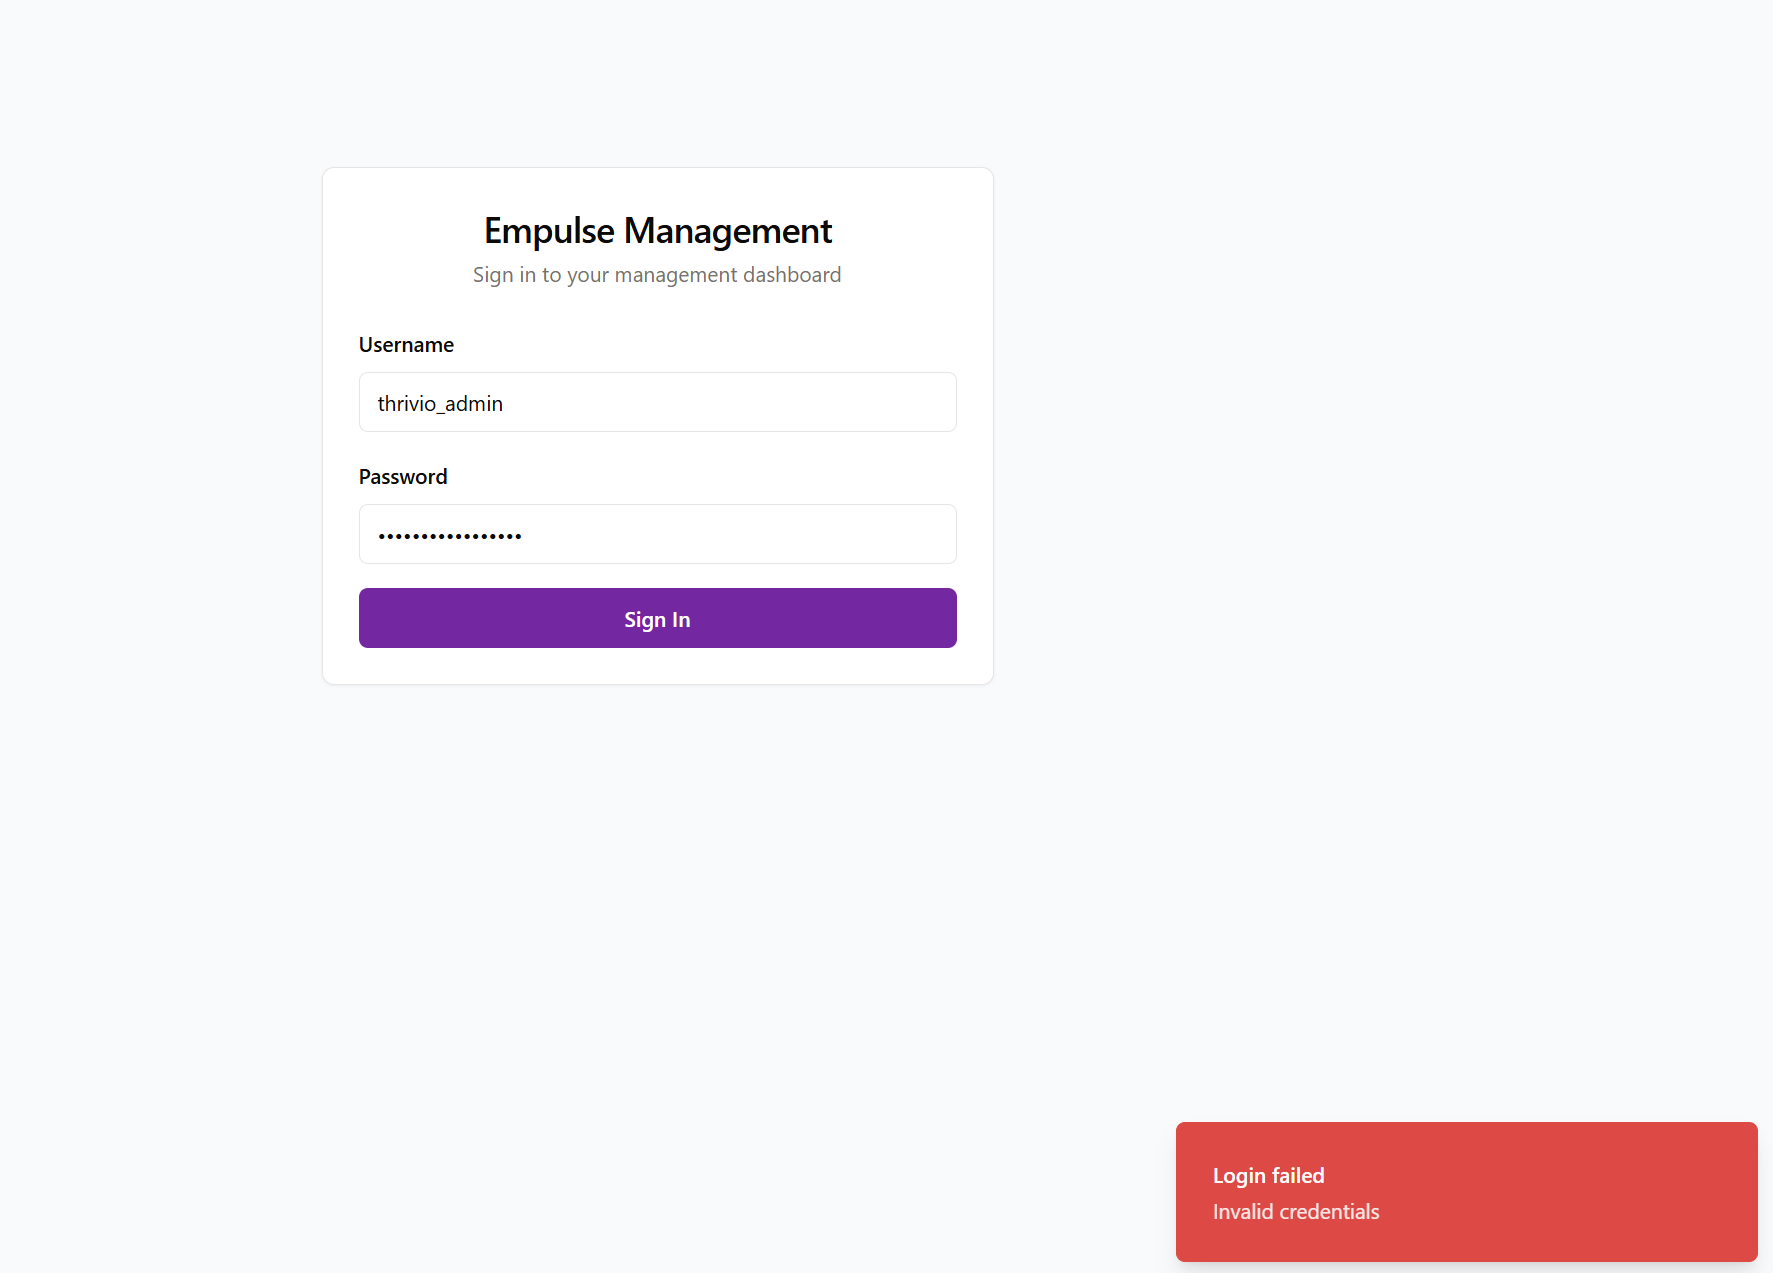 Empulse Management
Sign in to your management dashboard
Username
thrivio_admin
Password
•••••••••••••••••
Sign In
Login failed
Invalid credentials